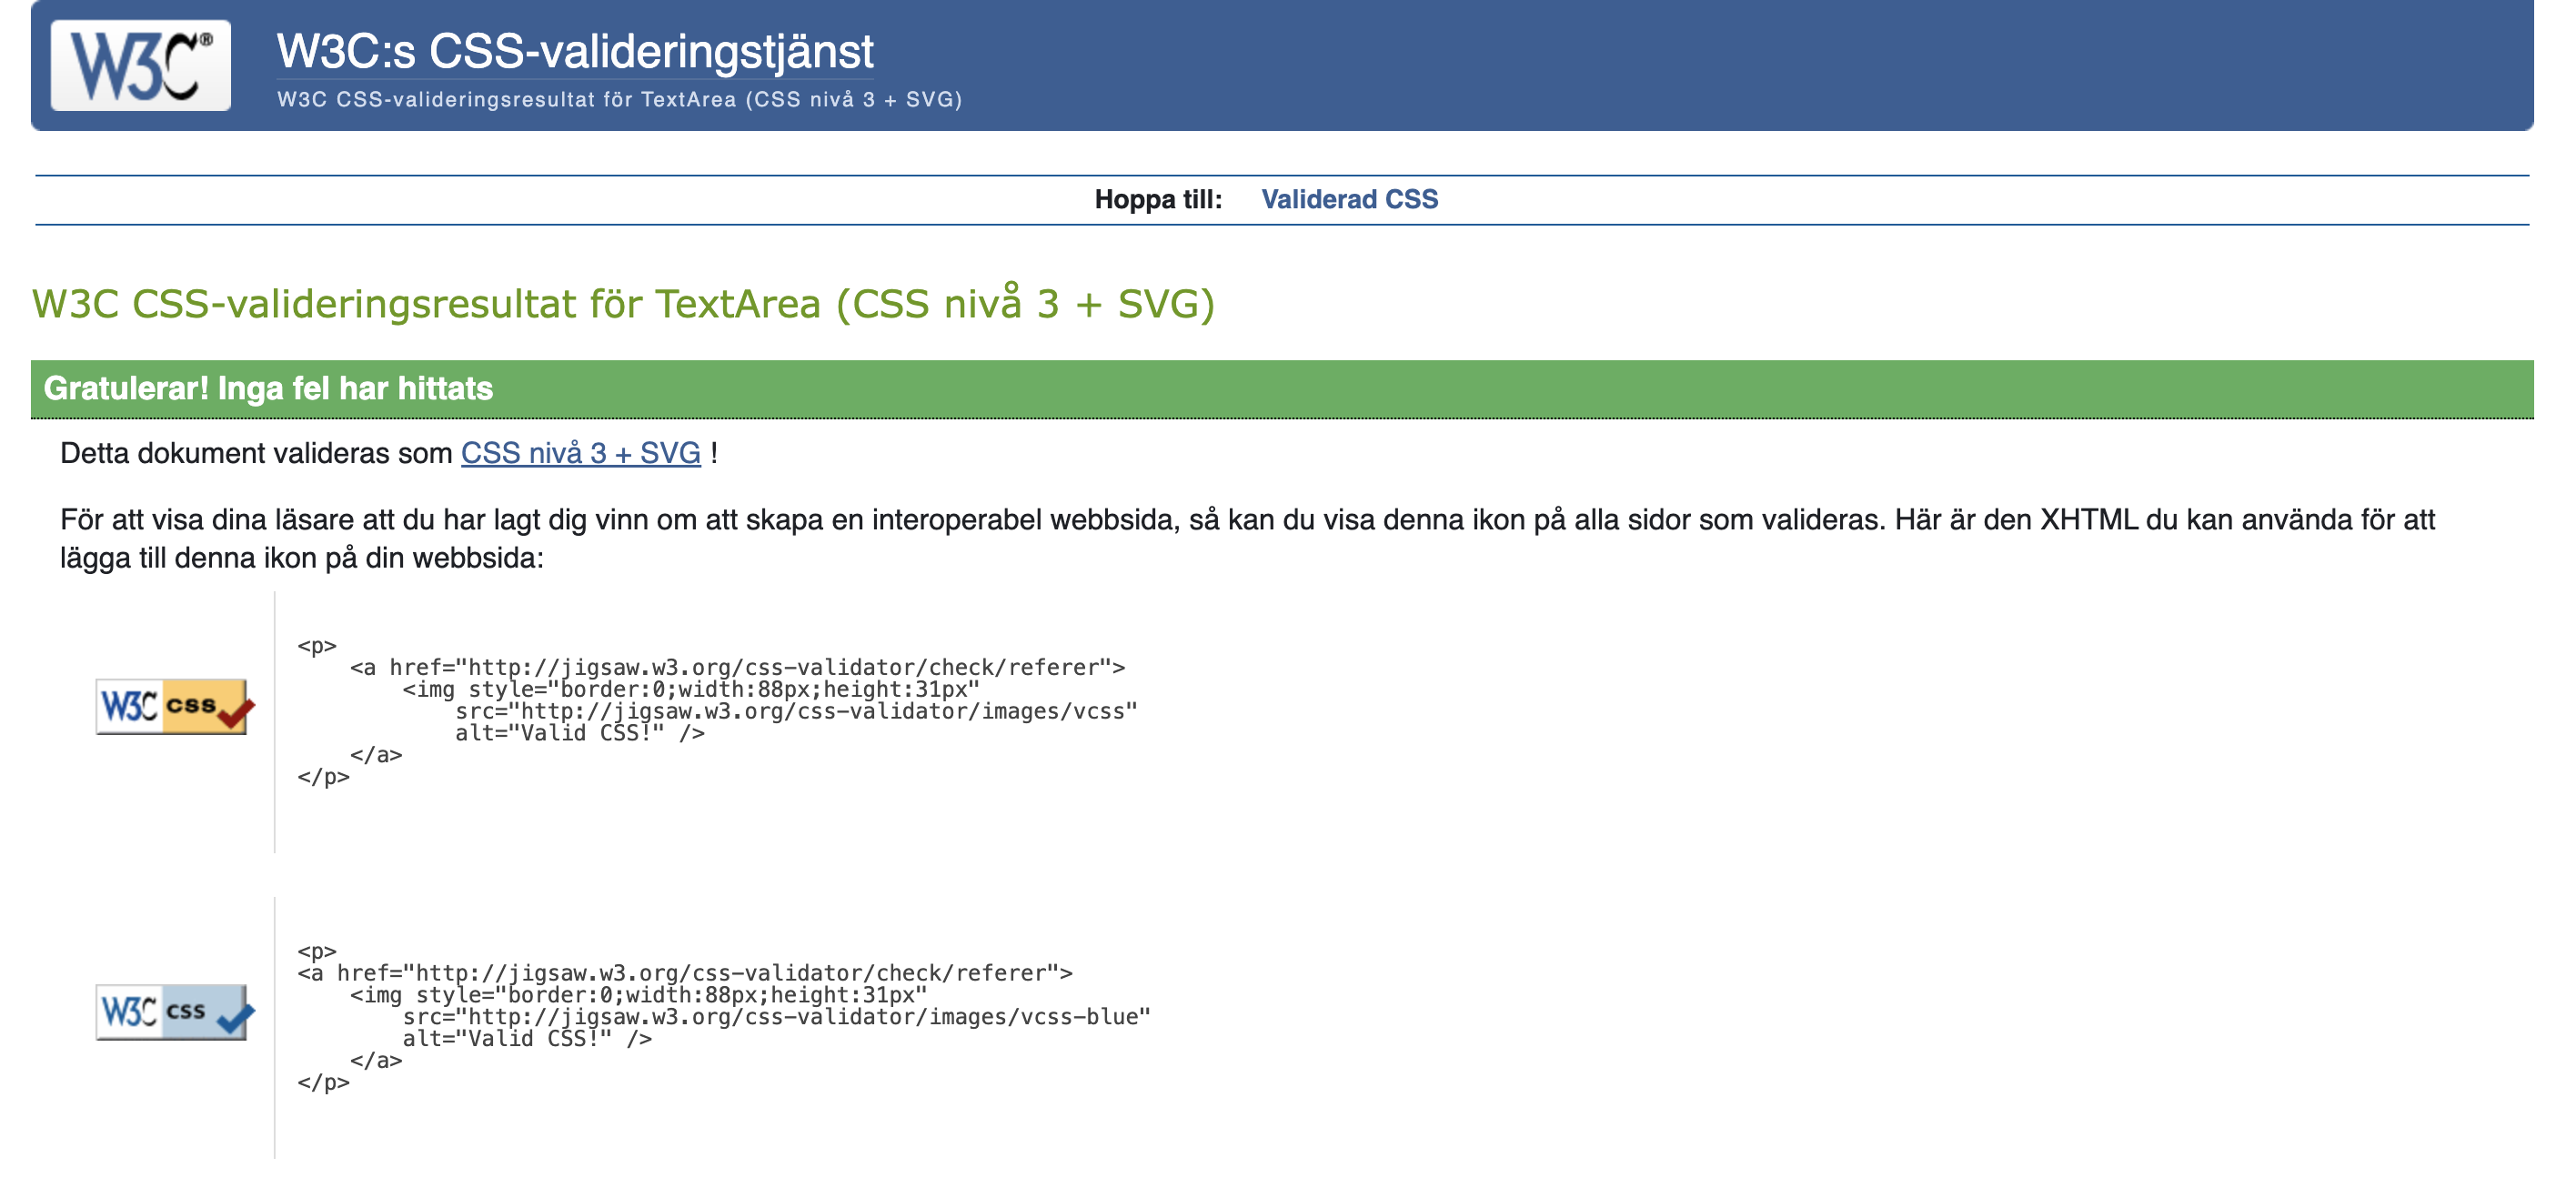 W3C®
W3C:s CSS-valideringstjänst
W3C CSS-valideringsresultat för TextArea (CSS nivå 3 + SVG)
Hoppa till: Validerad CSS
W3C CSS-valideringsresultat för TextArea (CSS nivå 3 + SVG)
Gratulerar! Inga fel har hittats
Detta dokument valideras som CSS nivå 3 + SVG !
För att visa dina läsare att du har lagt dig vinn om att skapa en interoperabel webbsida, så kan du visa denna ikon på alla sidor som valideras. Här är den XHTML du kan använda för att
lägga till denna ikon på din webbsida:
W3C css
<p>
    <a href="http://jigsaw.w3.org/css-validator/check/referer">
        <img style="border:0;width:88px;height:31px"
            src="http://jigsaw.w3.org/css-validator/images/vcss"
            alt="Valid CSS!" />
    </a>
</p>
W3C css
<p>
<a href="http://jigsaw.w3.org/css-validator/check/referer">
    <img style="border:0;width:88px;height:31px"
        src="http://jigsaw.w3.org/css-validator/images/vcss-blue"
        alt="Valid CSS!" />
    </a>
</p>